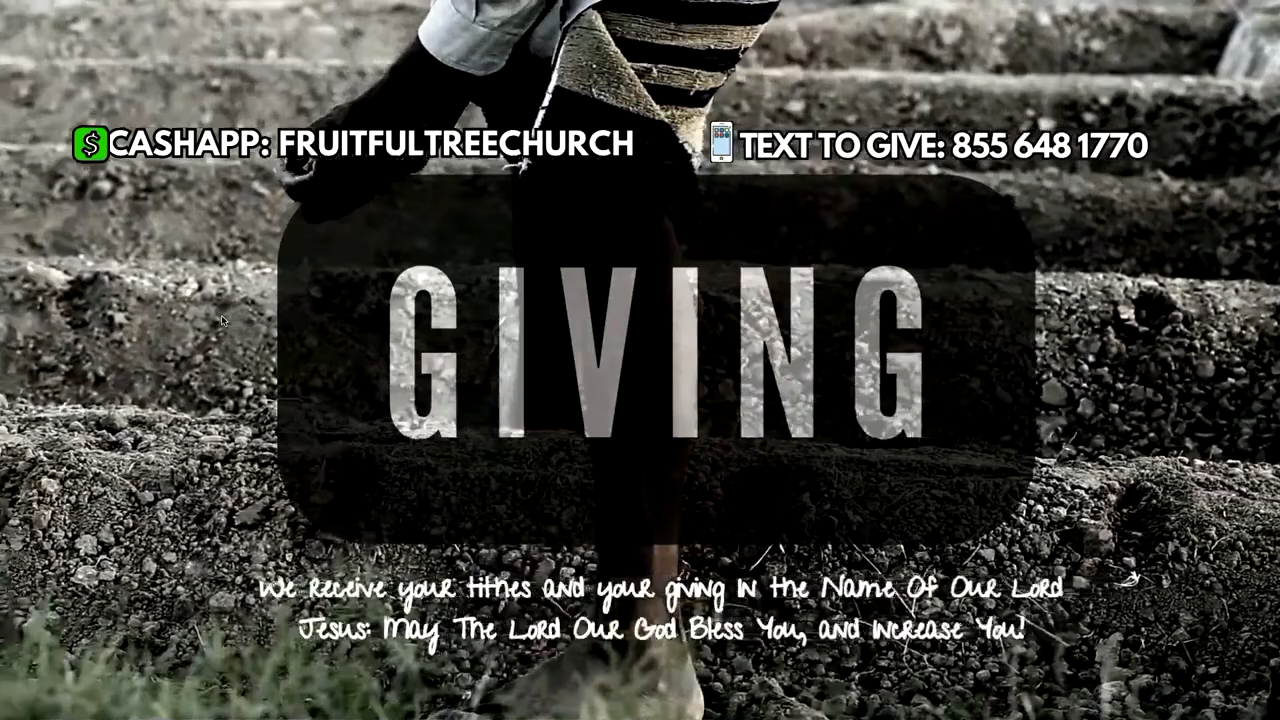 CASHAPP: FRUITFULTREECHURCH
TEXT TO GIVE: 855 648 1770
GIVING
We receive your tithes and your giving in the Name Of Our Lord
Jesus: May The Lord Our God Bless You, and increase You!